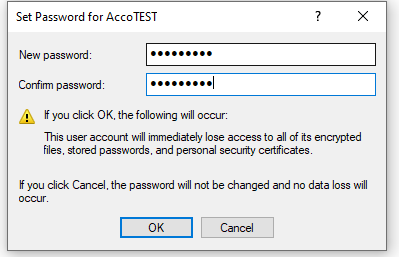 Set Password for AccoTEST
New password: ●●●●●●●●●
Confirm password: ●●●●●●●●●
If you click OK, the following will occur:
This user account will immediately lose access to all of its encrypted
files, stored passwords, and personal security certificates.
If you click Cancel, the password will not be changed and no data loss will
occur.
OK Cancel